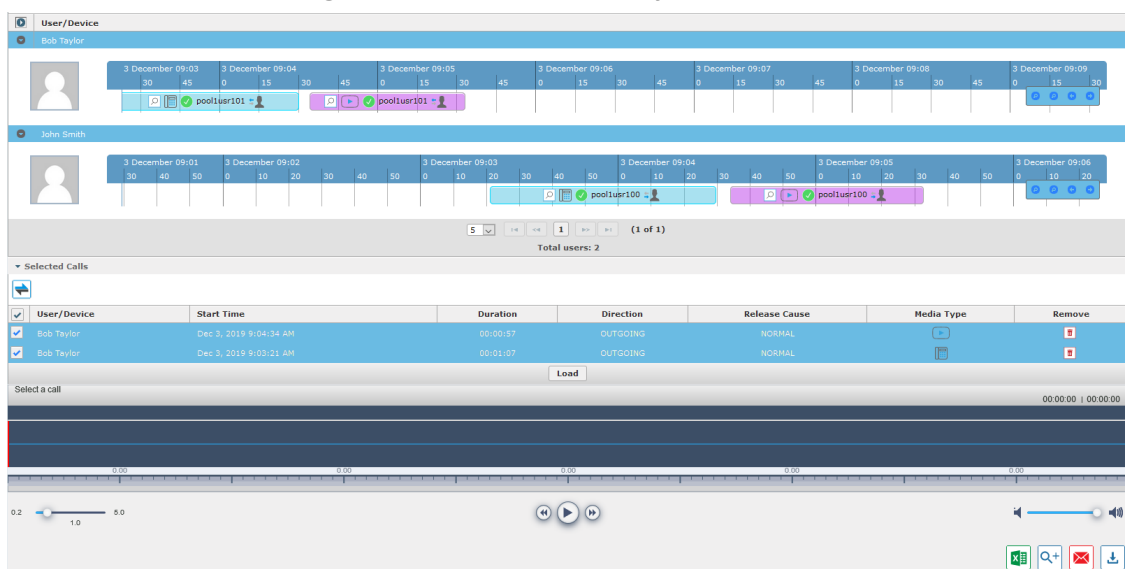 User/Device
Bob Taylor
3 December 09:03 3 December 09:04 3 December 09:05 3 December 09:06 3 December 09:07 3 December 09:08 3 December 09:09
30 45 0 15 30 45 0 15 30 45 0 15 30 45 0 15 30 45 0 15 30 45 0 15 30
pool1usr101 pool1usr101
John Smith
3 December 09:01 3 December 09:02 3 December 09:03 3 December 09:04 3 December 09:05 3 December 09:06
30 40 50 0 10 20 30 40 50 0 10 20 30 40 50 0 10 20 30 40 50 0 10 20 30 40 50 0 10 20
pool1usr100 pool1usr100
5 1 (1 of 1)
Total users: 2
Selected Calls
User/Device Start Time Duration Direction Release Cause Media Type Remove
Bob Taylor Dec 3, 2019 9:04:34 AM 00:00:57 OUTGOING NORMAL
Bob Taylor Dec 3, 2019 9:03:21 AM 00:01:07 OUTGOING NORMAL
Load
Select a call
00:00:00 | 00:00:00
0.00 0.00 0.00 0.00 0.00
0.2 5.0
1.0